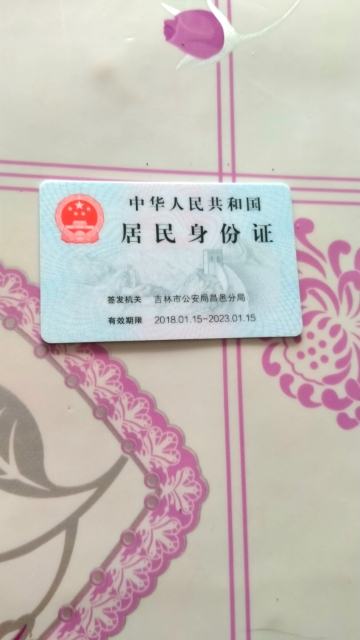 中华人民共和国
居民身份证
签发机关 吉林市公安局昌邑分局
有效期限 2018.01.15-2023.01.15